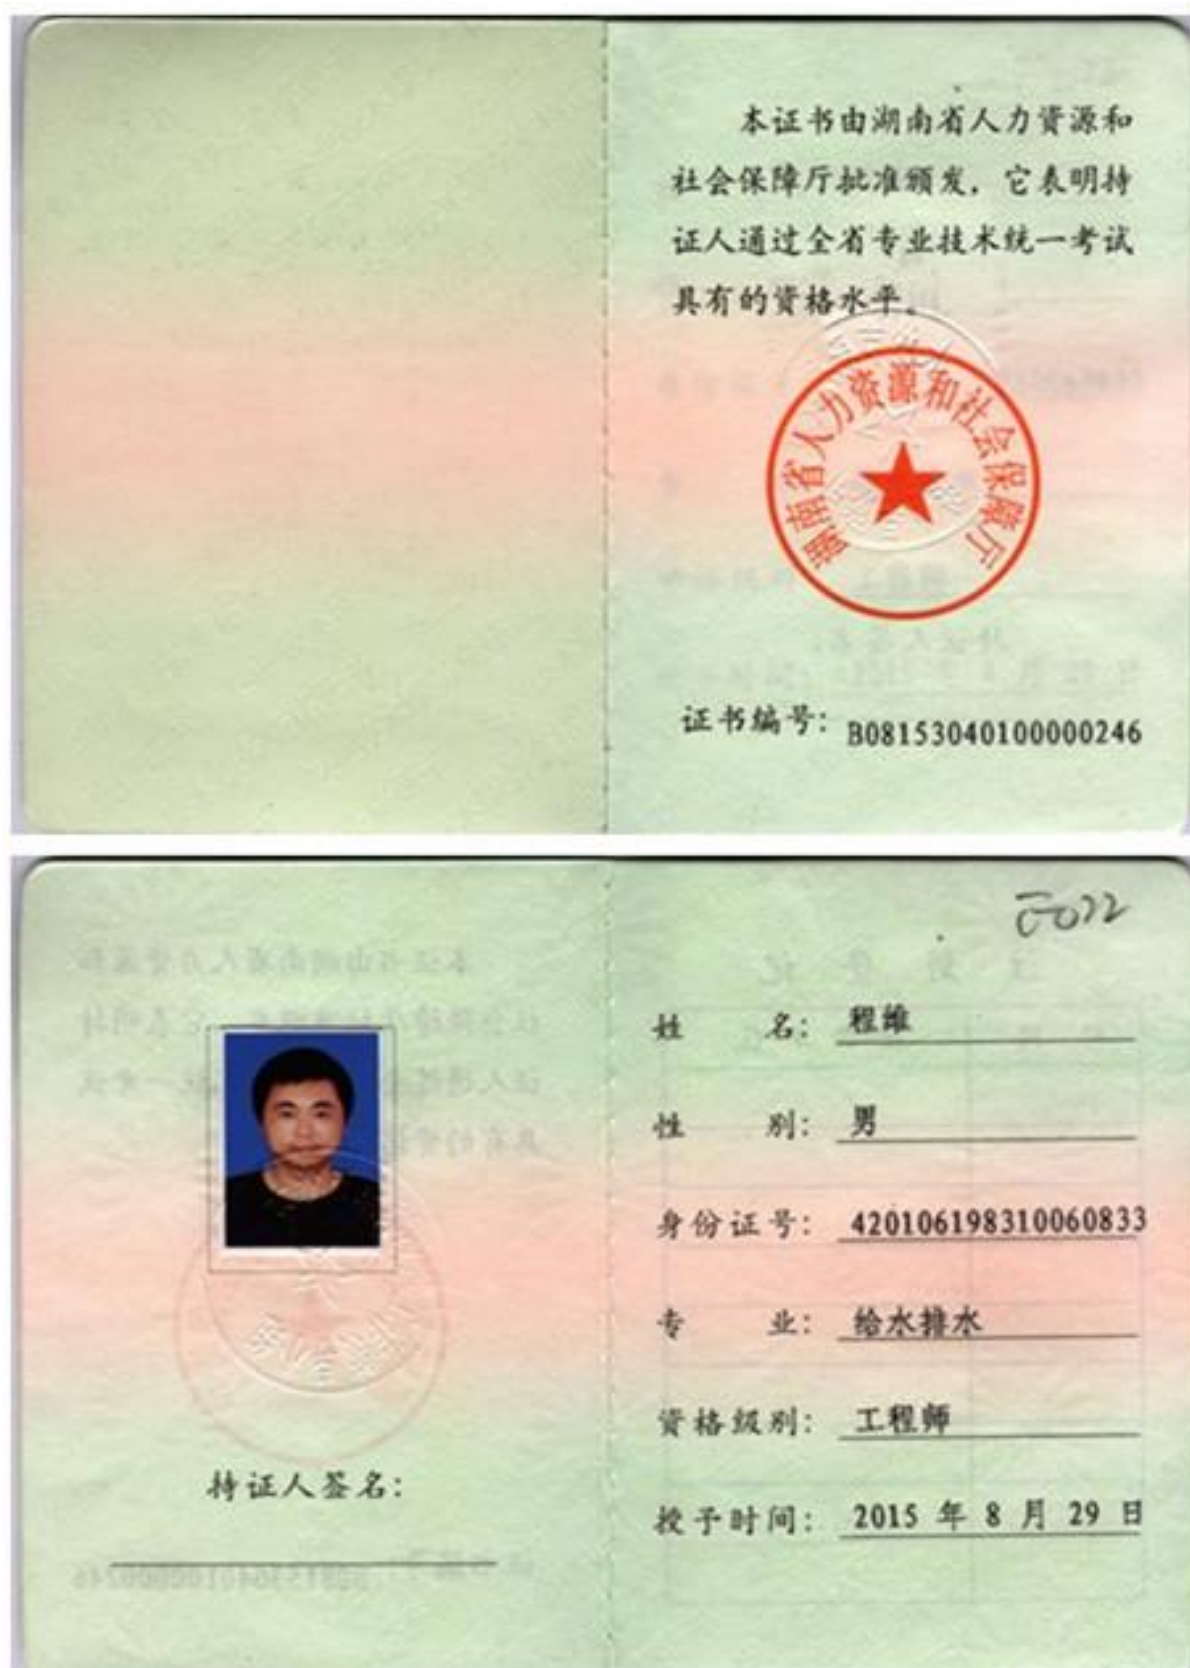 本证书由湖南省人力资源和
社会保障厅批准颁发，它表明持
证人通过全省专业技术统一考试
具有的资格水平。
湖南省人力资源和社会保障厅
证书编号：B08153040100000246
姓 名：程维
性 别：男
身份证号：420106198310060833
专 业：给水排水
资格级别：工程师
授予时间：2015 年 8 月 29 日
持证人签名：